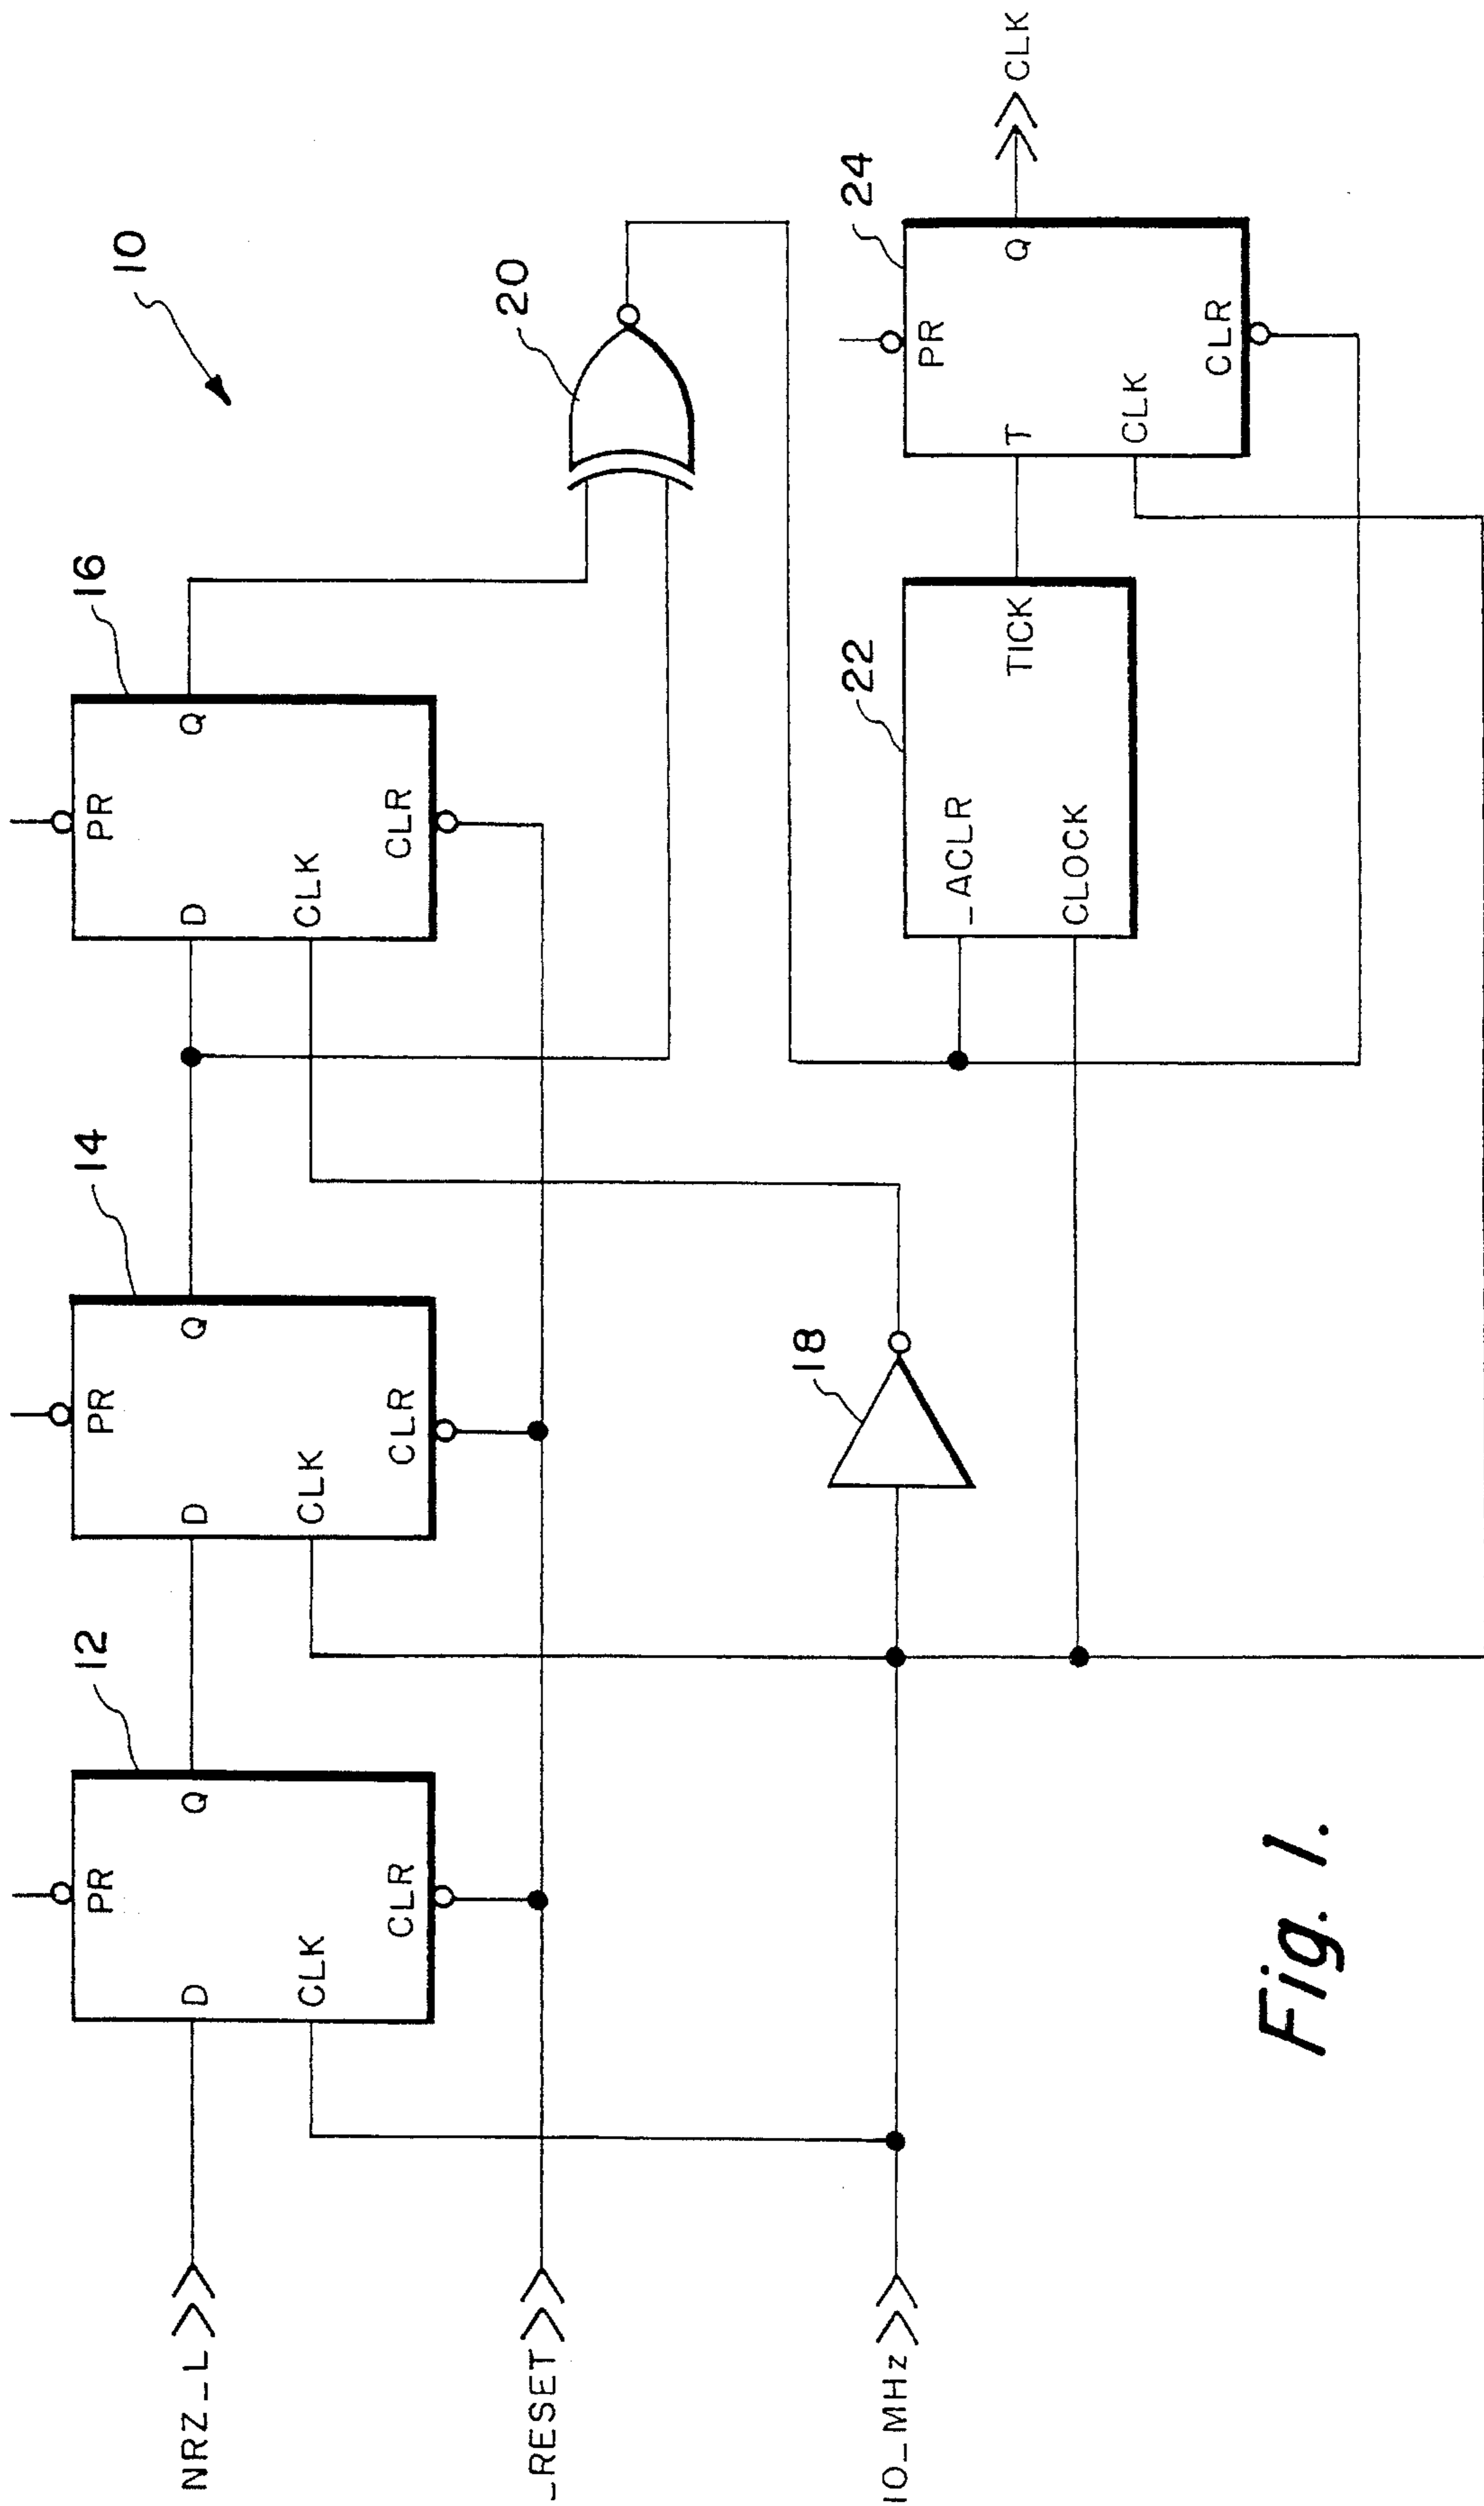 10
12
PR
D
Q
CLK
CLR
14
PR
D
Q
CLK
CLR
16
PR
D
Q
CLK
CLR
NRZ_L
_RESET
10_MHz
18
20
22
_ACLR
TICK
CLOCK
24
PR
T
Q
CLK
CLR
CLK
Fig. 1.